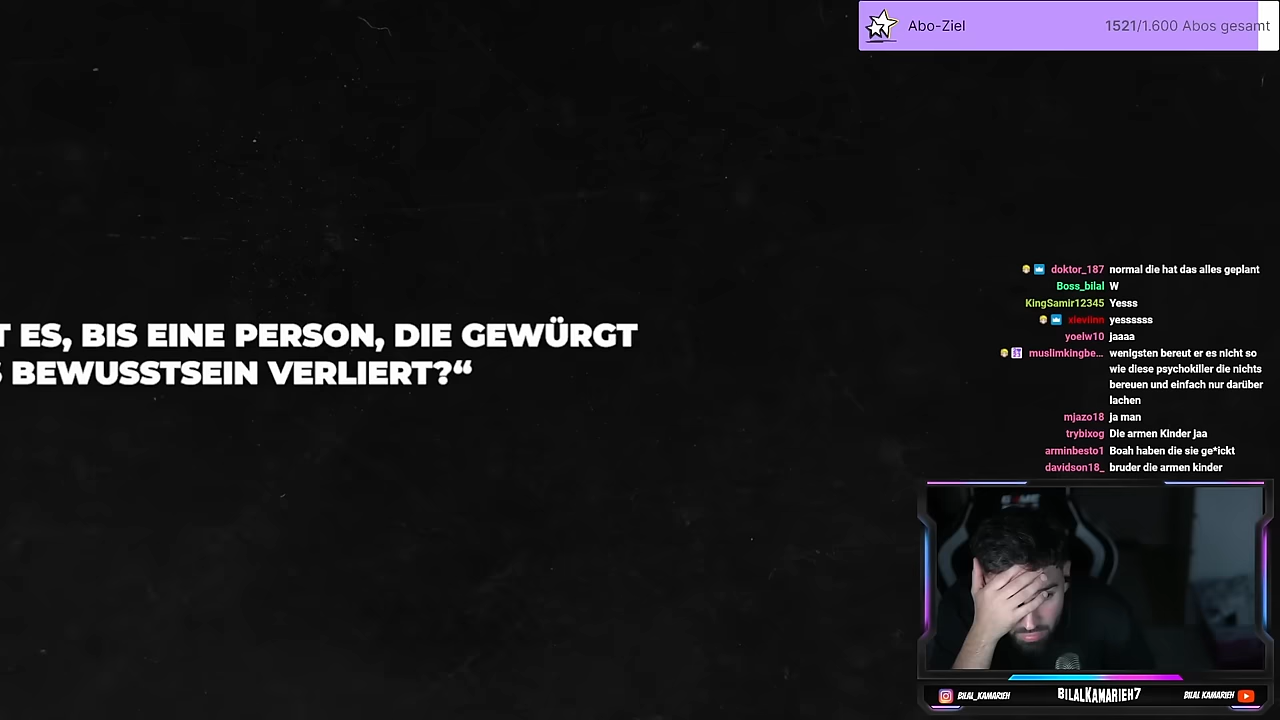 Abo-Ziel 1521/1.600 Abos gesamt
doktor_187 normal die hat das alles geplant
Boss_bilal W
KingSamir12345 Yesss
xleviinn yessssss
yoelw10 Jaaaa
T ES, BIS EINE PERSON, DIE GEWÜRGT
BEWUSSTSEIN VERLIERT?“
muslimkingbe... wenigsten bereut er es nicht so
wie diese psychokiller die nichts
bereuen und einfach nur darüber
lachen
mjazo18 ja man
trybixog Die armen Kinder jaa
arminbesto1 Boah haben die sie ge*ickt
davidson18_ bruder die armen kinder
BILAL_KAMARIEH BILALKAMARIEH7 BILAL KAMARIEH